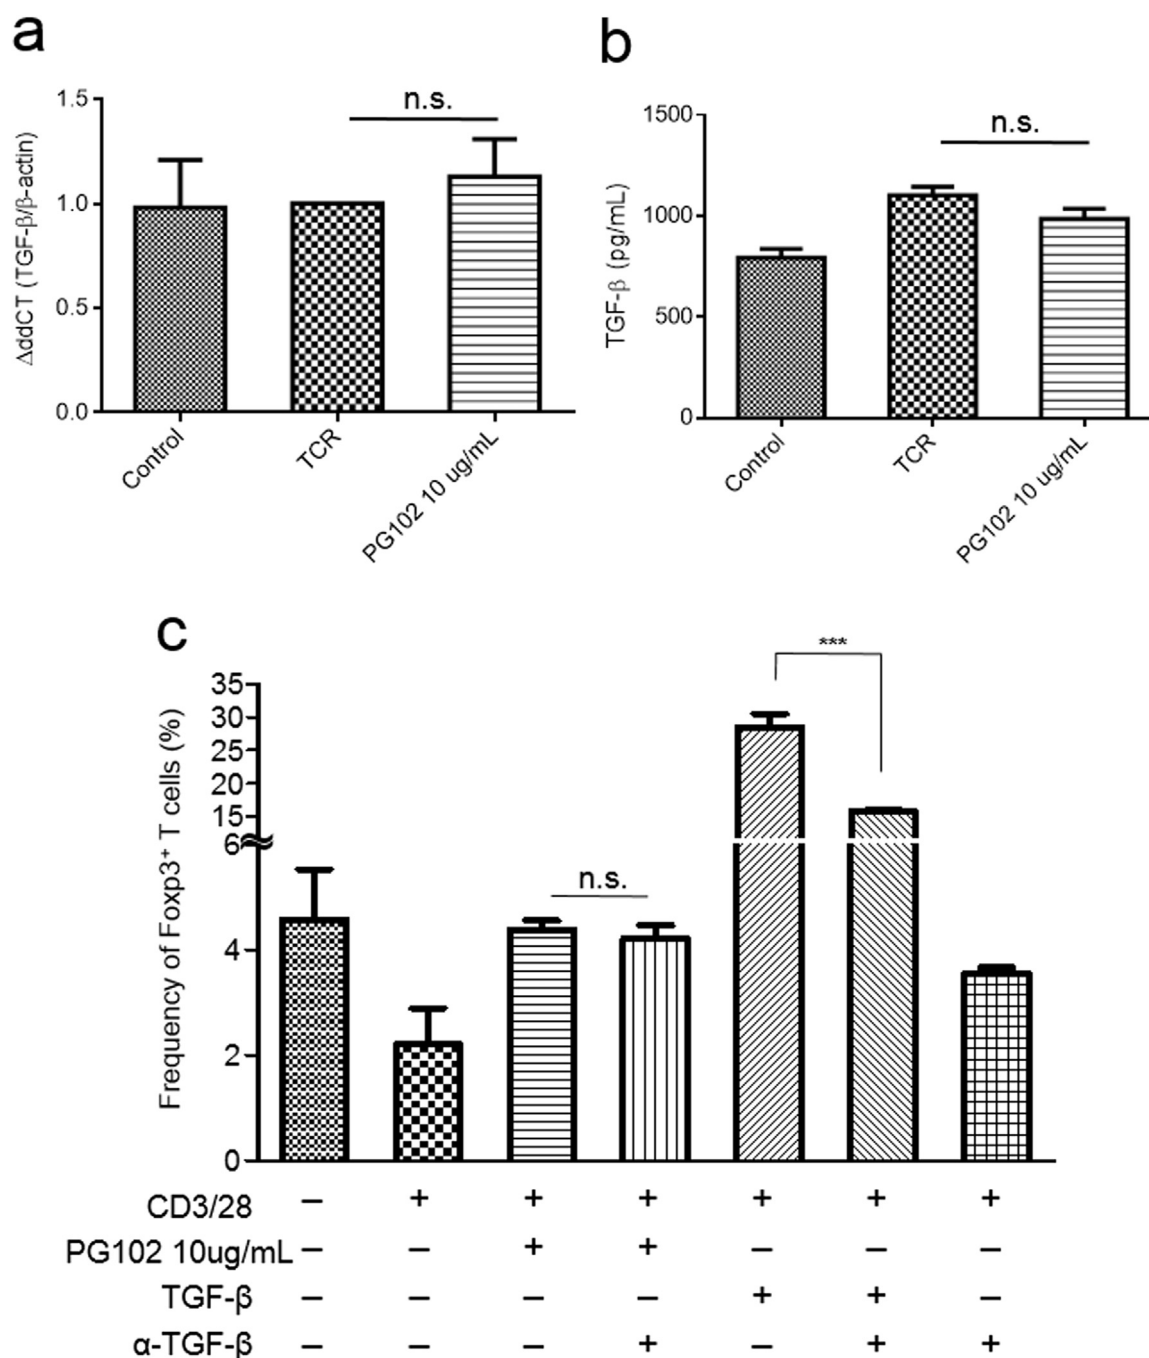 a
1.5
1.0
0.5
0.0
ΔddCT (TGF-β/β-actin)
n.s.
Control
TCR
PG102 10 ug/mL
b
1500
1000
500
0
TGF-β (pg/mL)
n.s.
Control
TCR
PG102 10 ug/mL
c
35
30
25
20
15
6
4
2
0
Frequency of Foxp3⁺ T cells (%)
n.s.
***
CD3/28 – + + + + + +
PG102 10ug/mL – – + + – – –
TGF-β – – – – + + –
α-TGF-β – – – + – + +